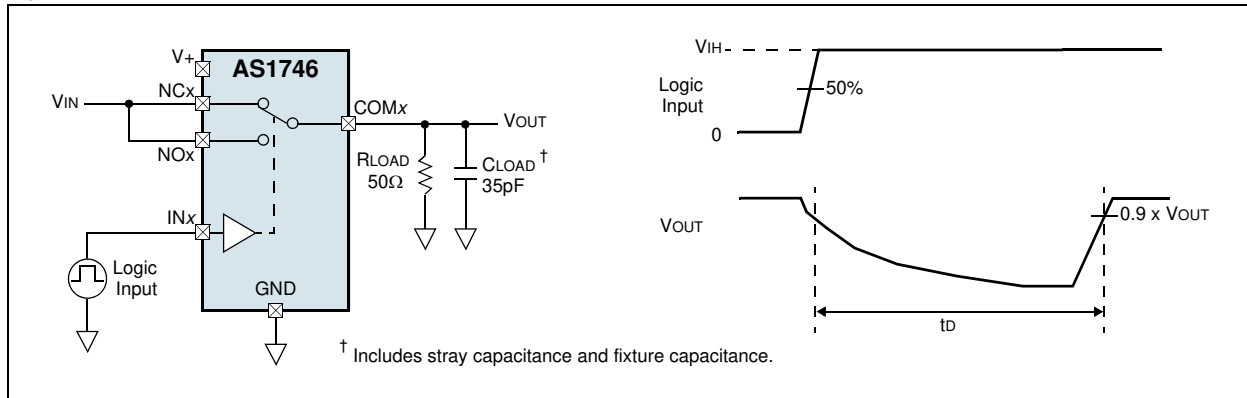 V+
AS1746
NCx
VIN
COMx
VOUT
NOx
RLOAD
50Ω
CLOAD †
35pF
INx
Logic
Input
GND
† Includes stray capacitance and fixture capacitance.
VIH
Logic
Input
50%
0
VOUT
0.9 x VOUT
tD